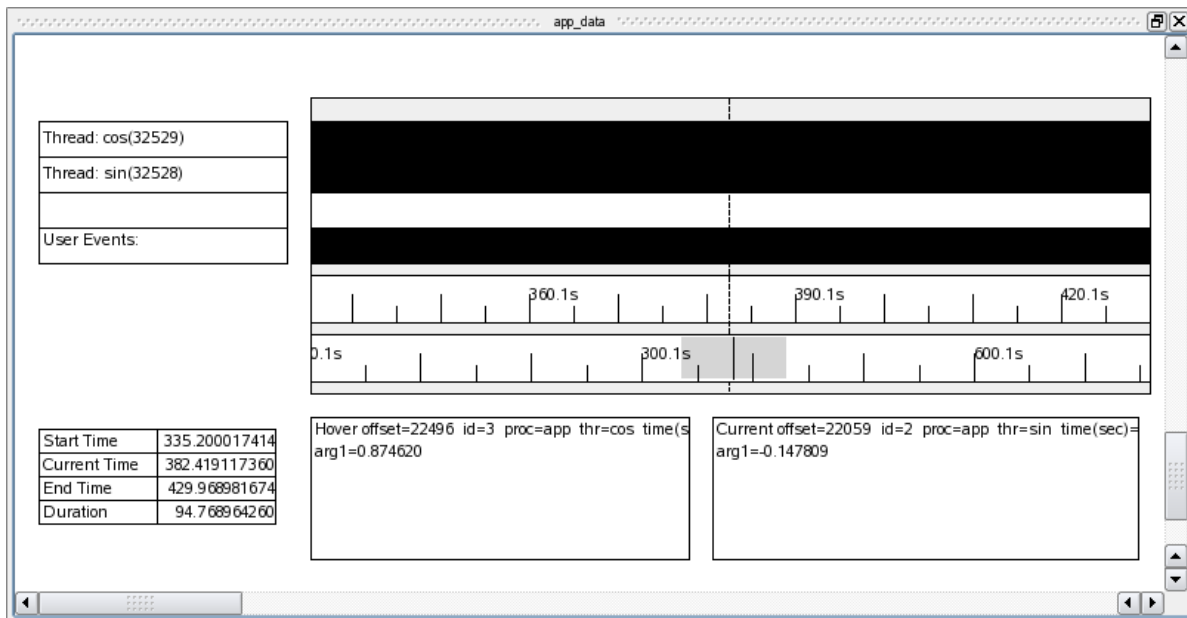 app_data
Thread: cos(32529)
Thread: sin(32528)
User Events:
360.1s 390.1s 420.1s
0.1s 300.1s 600.1s
Start Time 335.200017414
Current Time 382.419117360
End Time 429.968981674
Duration 94.768964260
Hover offset=22496 id=3 proc=app thr=cos time(s
arg1=0.874620
Current offset=22059 id=2 proc=app thr=sin time(sec)=
arg1=-0.147809